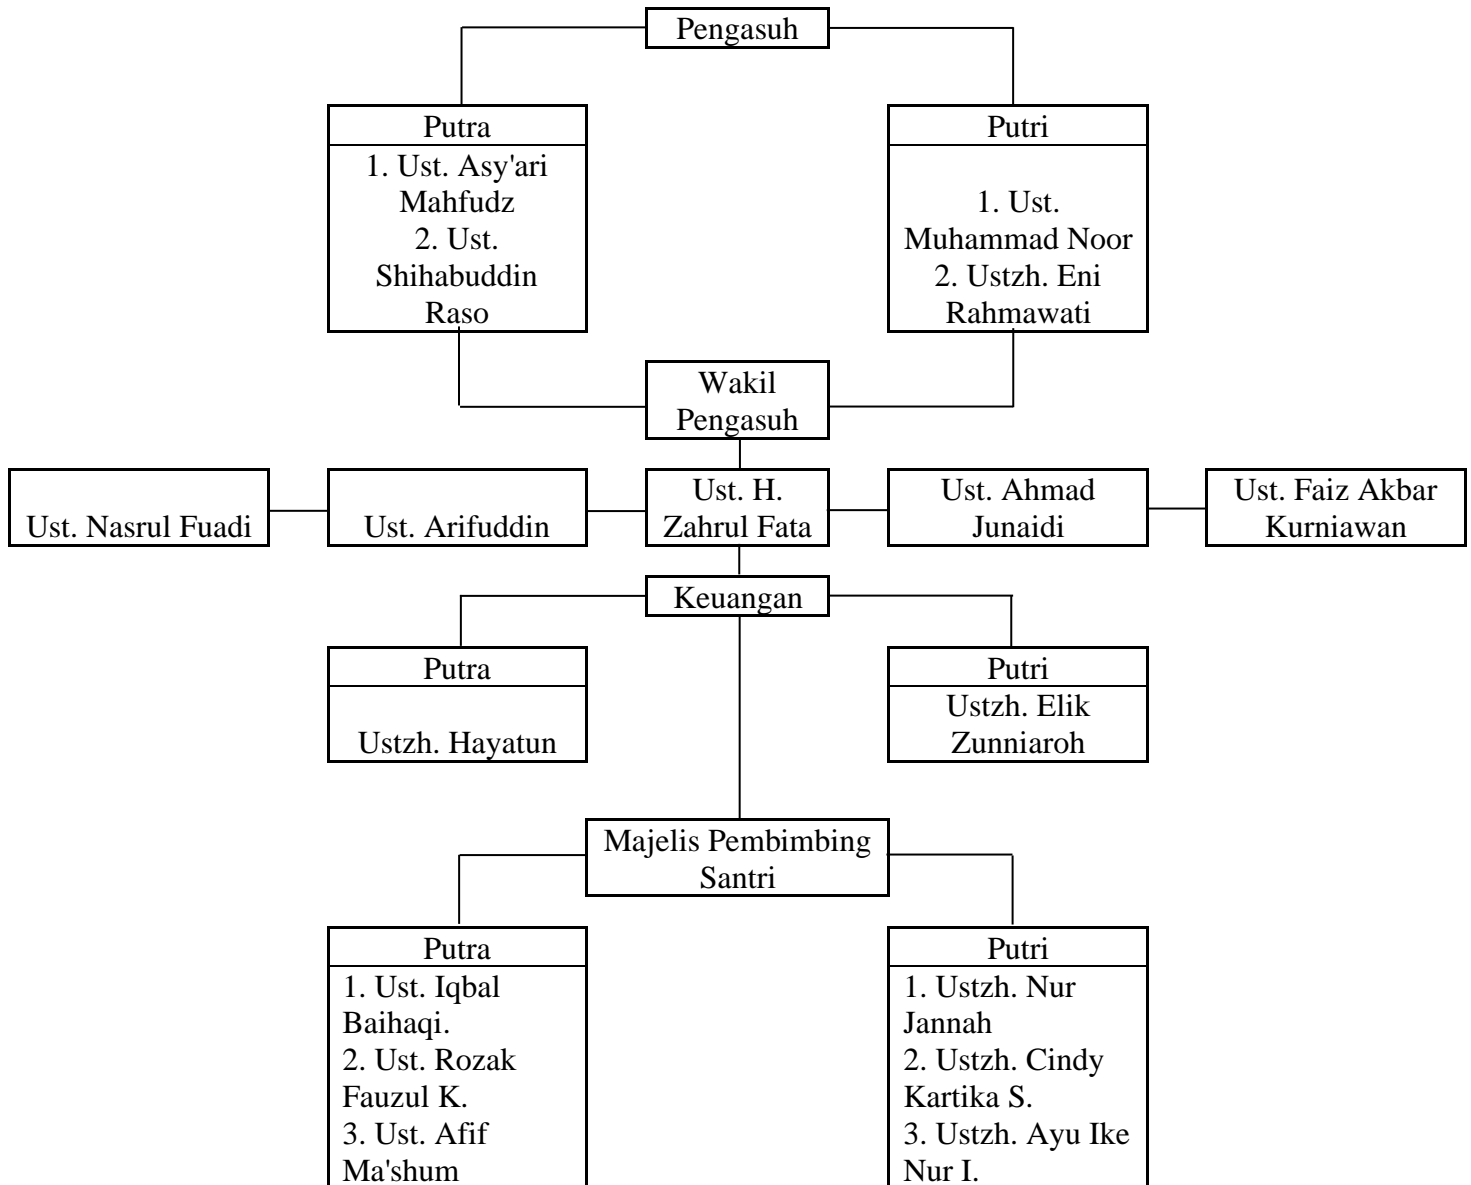 Pengasuh
Putra
1. Ust. Asy'ari
Mahfudz
2. Ust.
Shihabuddin
Raso
Putri
1. Ust.
Muhammad Noor
2. Ustzh. Eni
Rahmawati
Wakil
Pengasuh
Ust. Nasrul Fuadi
Ust. Arifuddin
Ust. H.
Zahrul Fata
Ust. Ahmad
Junaidi
Ust. Faiz Akbar
Kurniawan
Keuangan
Putra
Ustzh. Hayatun
Putri
Ustzh. Elik
Zunniaroh
Majelis Pembimbing
Santri
Putra
1. Ust. Iqbal
Baihaqi.
2. Ust. Rozak
Fauzul K.
3. Ust. Afif
Ma'shum
Putri
1. Ustzh. Nur
Jannah
2. Ustzh. Cindy
Kartika S.
3. Ustzh. Ayu Ike
Nur I.